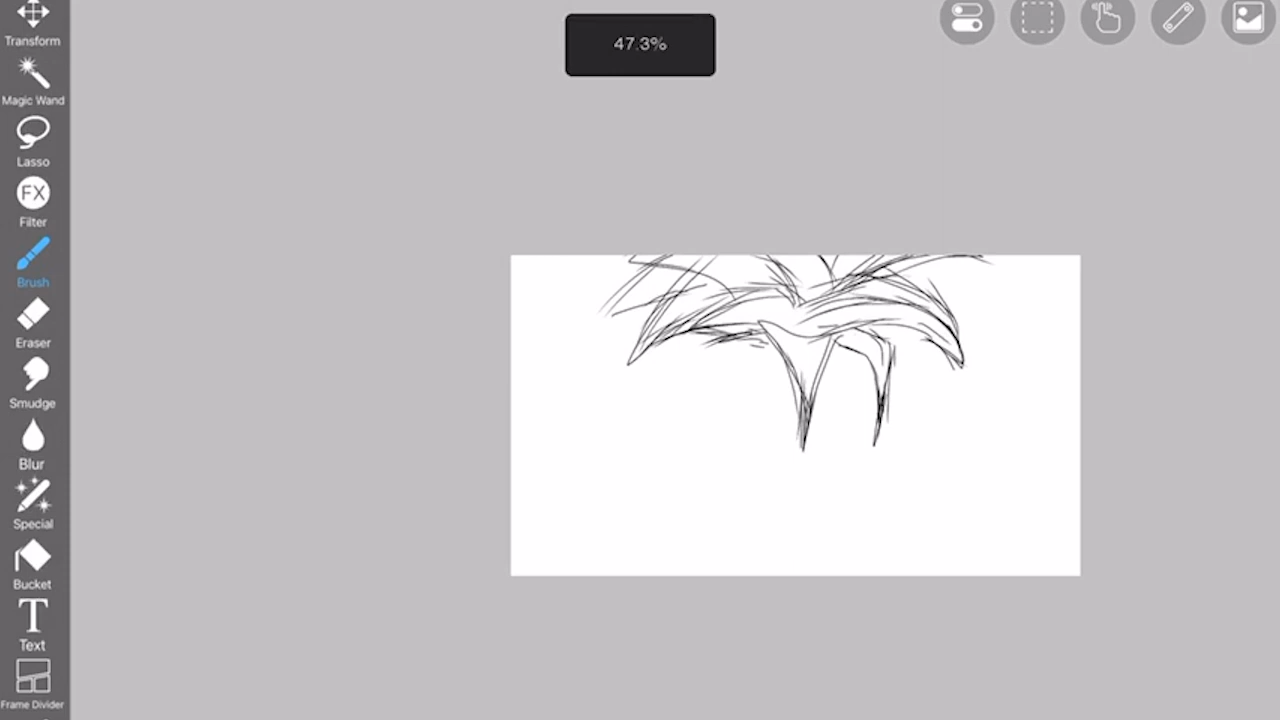 47.3%
Transform
Magic Wand
Lasso
FX
Filter
Brush
Eraser
Smudge
Blur
Special
Bucket
T
Text
Frame Divider